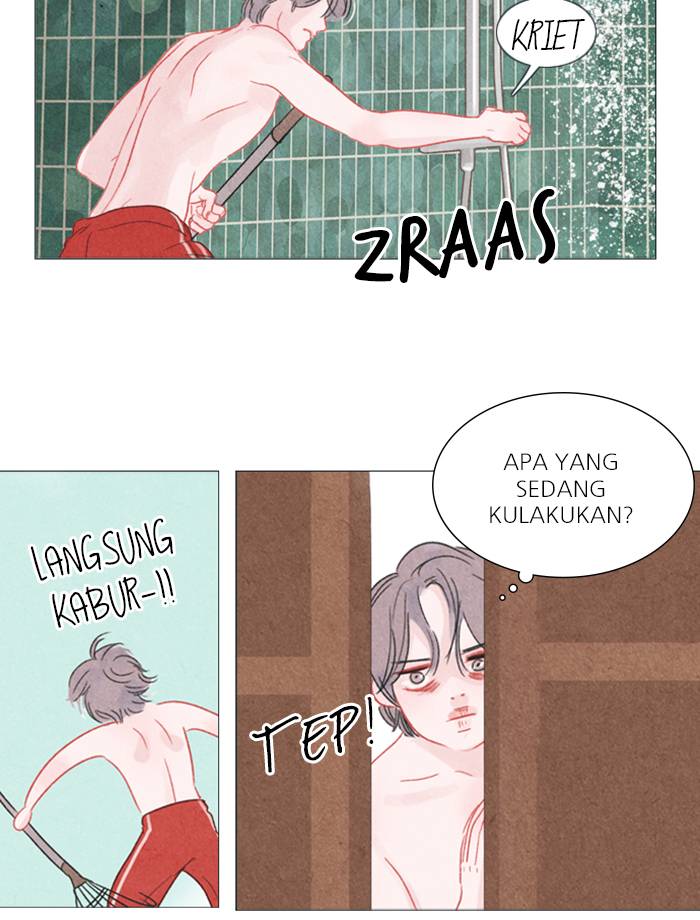 KRIET
ZRAAS
APA YANG
SEDANG
KULAKUKAN?
LANGSUNG
KABUR-!!
TEP!